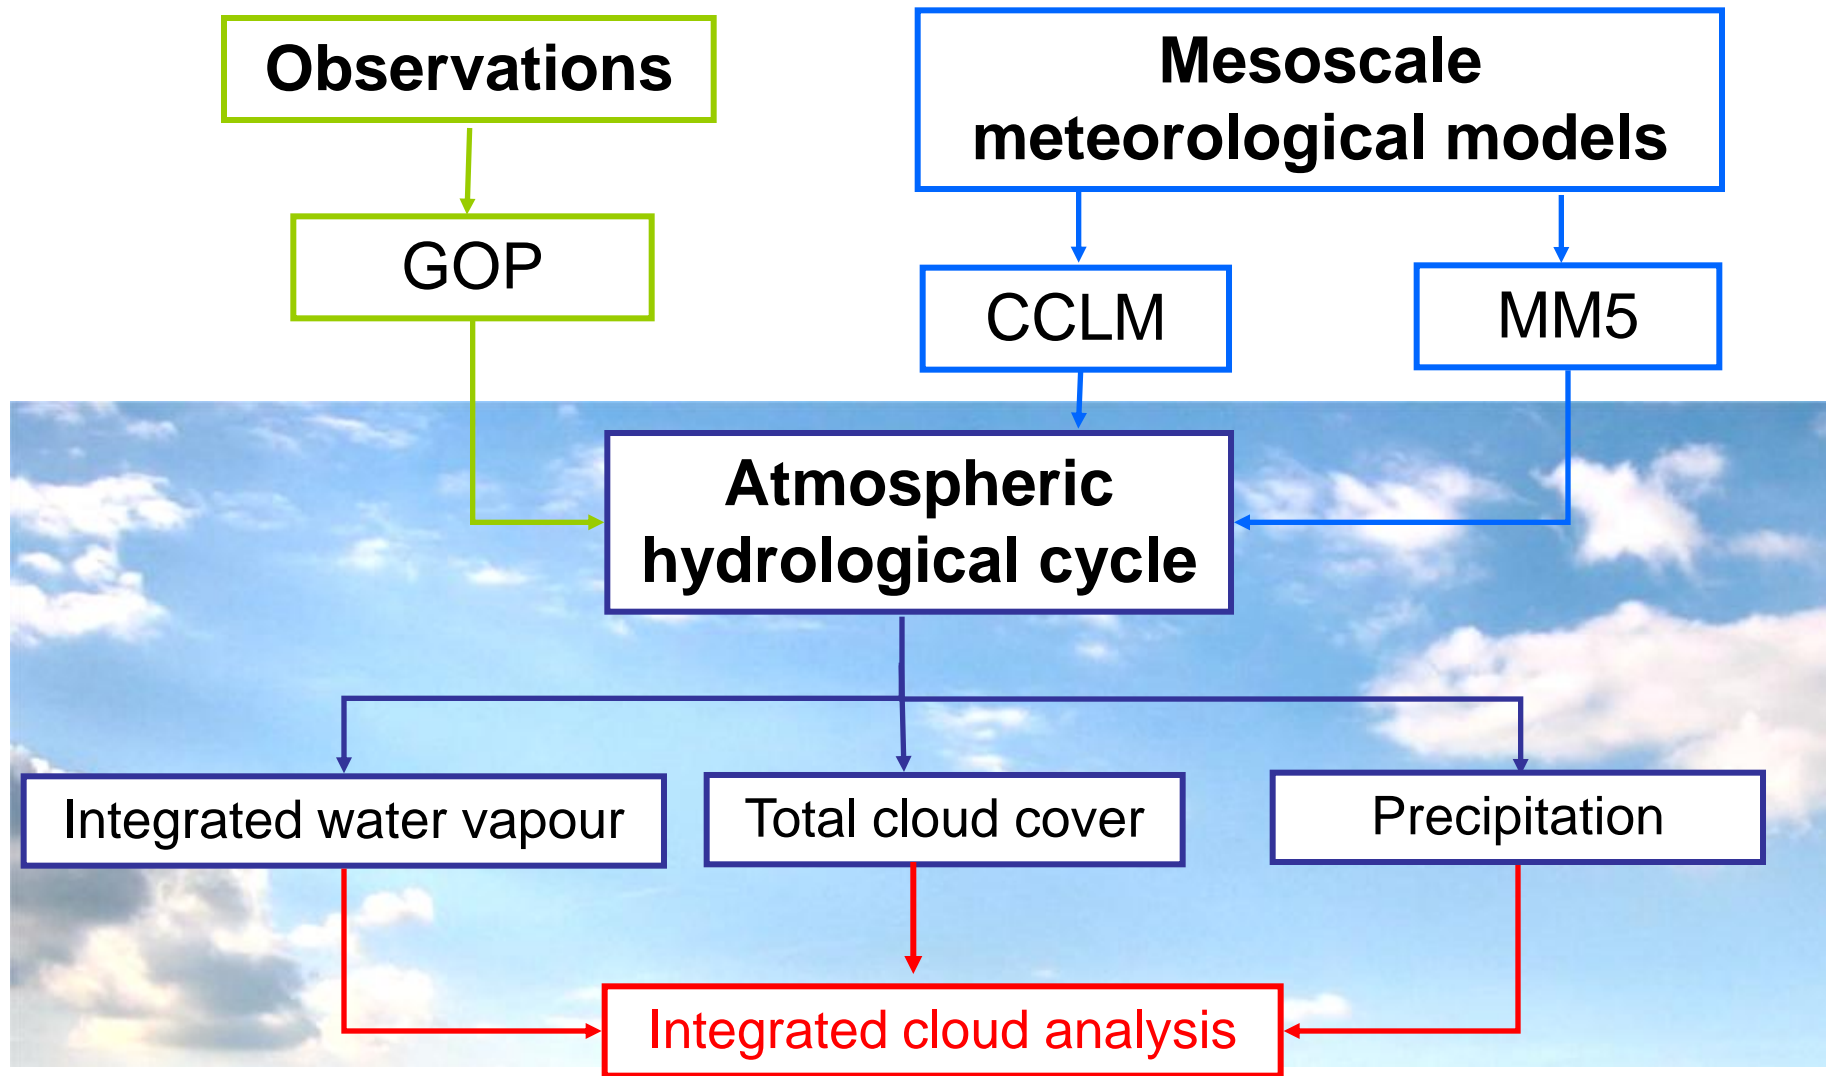 Observations
Mesoscale
meteorological models
GOP
CCLM
MM5
Atmospheric
hydrological cycle
Integrated water vapour
Total cloud cover
Precipitation
Integrated cloud analysis